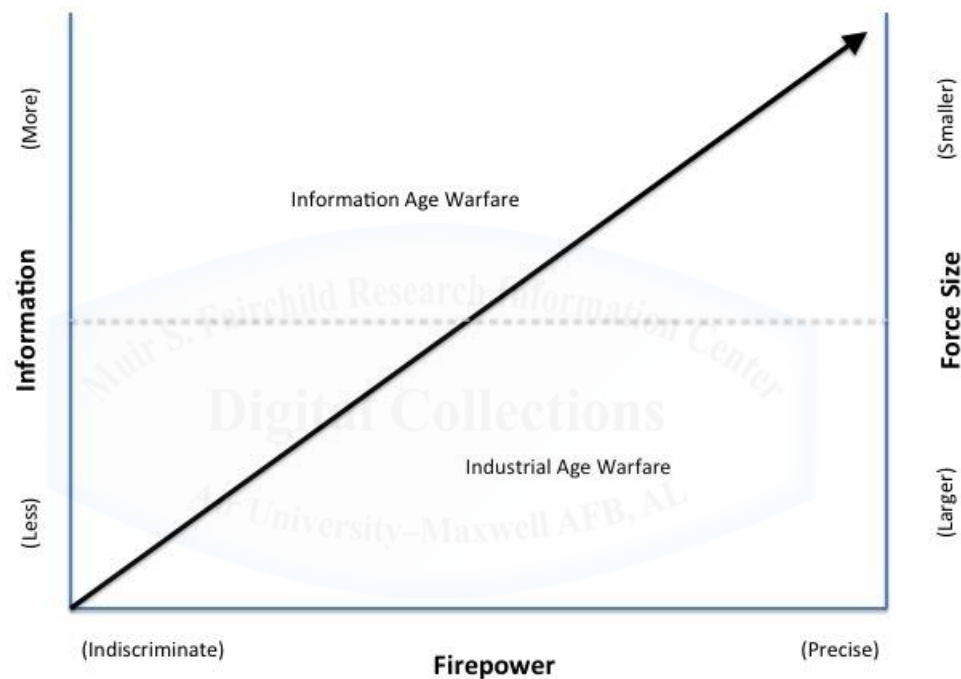 (More)
(Smaller)
Information Age Warfare
Information
Force Size
Muir S. Fairchild Research Information Center
Digital Collections
Industrial Age Warfare
(Less)
(Larger)
Air University–Maxwell AFB, AL
(Indiscriminate)
(Precise)
Firepower